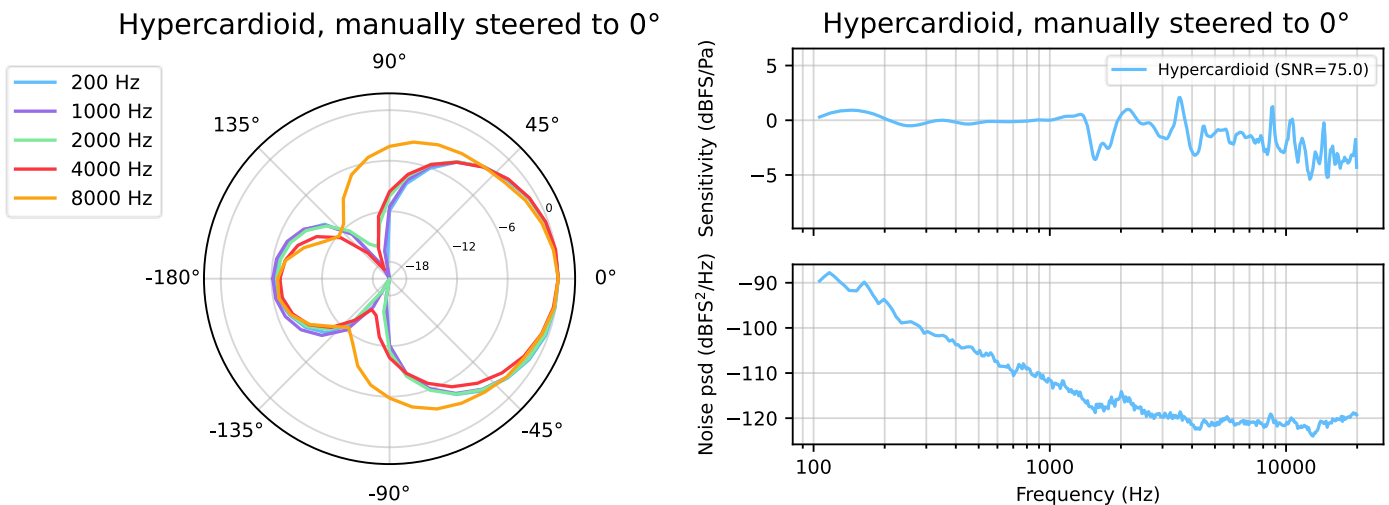 Hypercardioid, manually steered to 0°
200 Hz
1000 Hz
2000 Hz
4000 Hz
8000 Hz
90°
135°
45°
-180°
0°
-135°
-45°
-90°
0
−6
−12
−18
Hypercardioid, manually steered to 0°
Sensitivity (dBFS/Pa)
5
0
−5
Hypercardioid (SNR=75.0)
Noise psd (dBFS²/Hz)
−90
−100
−110
−120
100
1000
10000
Frequency (Hz)